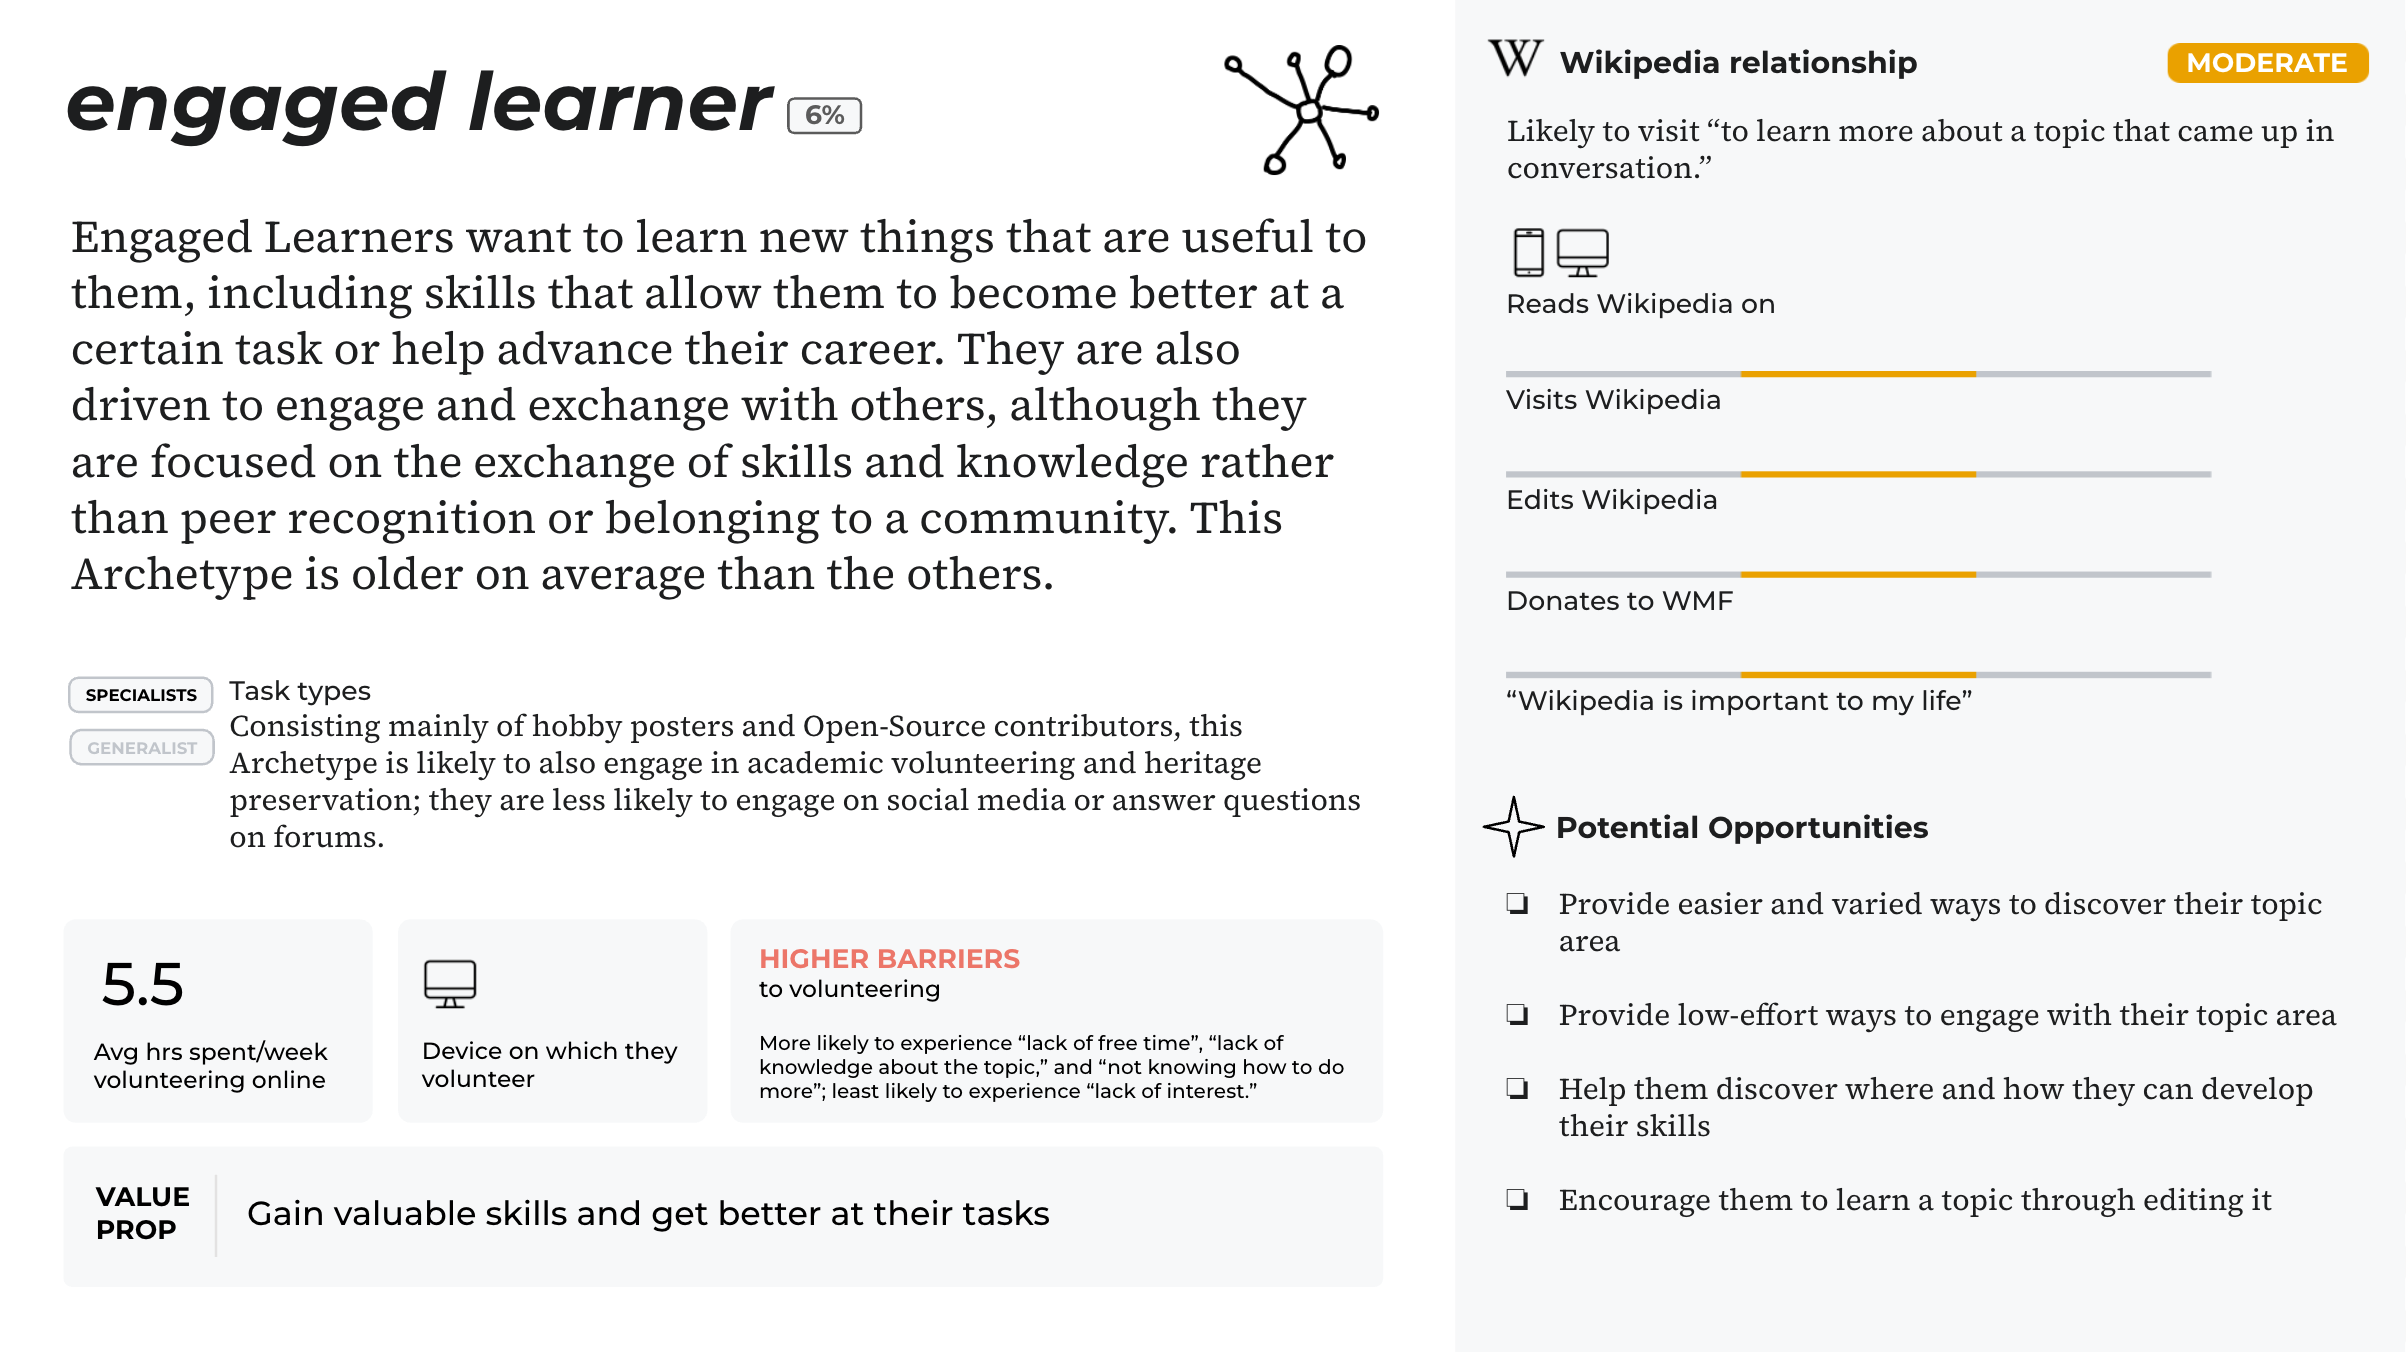 engaged learner 6%
Engaged Learners want to learn new things that are useful to
them, including skills that allow them to become better at a
certain task or help advance their career. They are also
driven to engage and exchange with others, although they
are focused on the exchange of skills and knowledge rather
than peer recognition or belonging to a community. This
Archetype is older on average than the others.
SPECIALISTS
GENERALIST
Task types
Consisting mainly of hobby posters and Open-Source contributors, this
Archetype is likely to also engage in academic volunteering and heritage
preservation; they are less likely to engage on social media or answer questions
on forums.
5.5
Avg hrs spent/week
volunteering online
Device on which they
volunteer
HIGHER BARRIERS
to volunteering
More likely to experience “lack of free time”, “lack of
knowledge about the topic,” and “not knowing how to do
more”; least likely to experience “lack of interest.”
VALUE
PROP
Gain valuable skills and get better at their tasks
W Wikipedia relationship
MODERATE
Likely to visit “to learn more about a topic that came up in
conversation.”
Reads Wikipedia on
Visits Wikipedia
Edits Wikipedia
Donates to WMF
“Wikipedia is important to my life”
Potential Opportunities
❏ Provide easier and varied ways to discover their topic
area
❏ Provide low-effort ways to engage with their topic area
❏ Help them discover where and how they can develop
their skills
❏ Encourage them to learn a topic through editing it